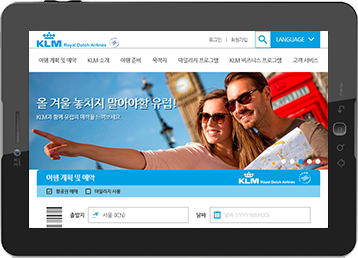 KLM
Royal Dutch Airlines
로그인 | 회원가입
LANGUAGE
여행 계획 및 예약 KLM 소개 여행 준비 목적지 마일리지 프로그램 KLM 비즈니스 프로그램 고객 서비스
올 겨울 놓치지 말아야할 유럽!
KLM과 함께 유럽의 매력을 느껴보세요.
여행 계획 및 예약
KLM Royal Dutch Airlines
항공권 예매 마일리지 사용
출발지 서울 (ICN) 날짜 날짜 (YYYY-MM-DD)